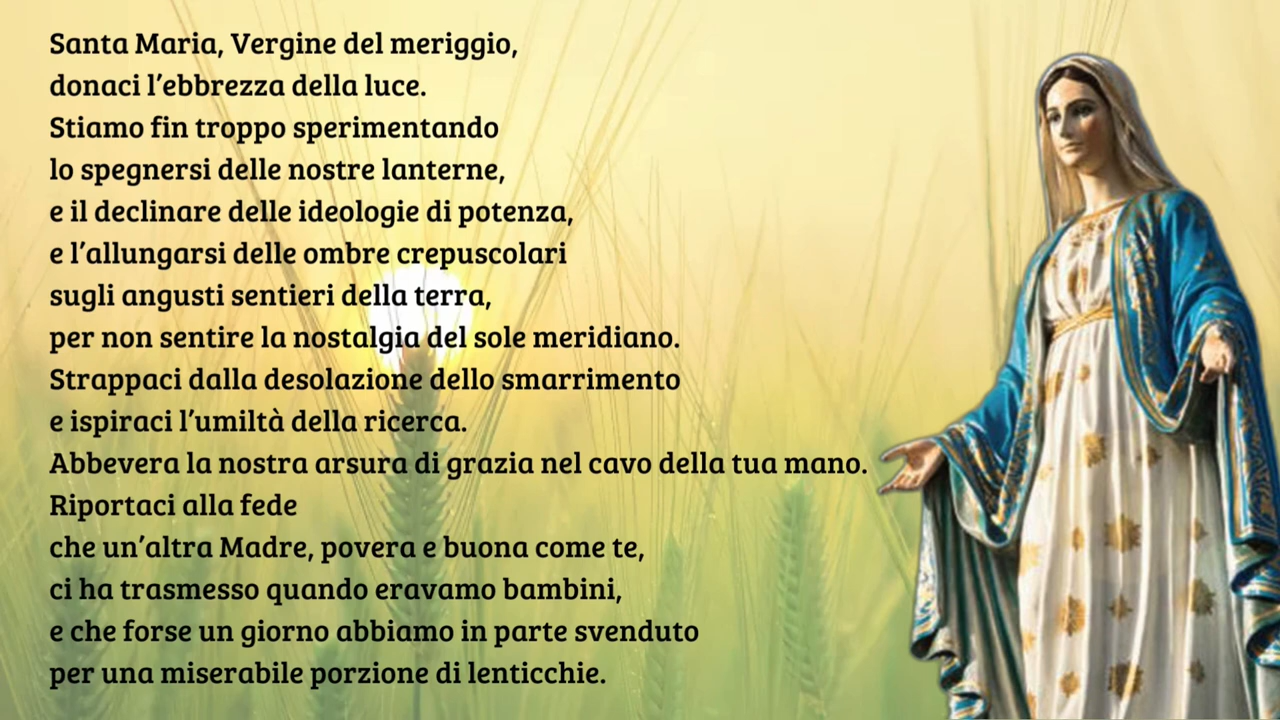 Santa Maria, Vergine del meriggio,
donaci l’ebbrezza della luce.
Stiamo fin troppo sperimentando
lo spegnersi delle nostre lanterne,
e il declinare delle ideologie di potenza,
e l’allungarsi delle ombre crepuscolari
sugli angusti sentieri della terra,
per non sentire la nostalgia del sole meridiano.
Strappaci dalla desolazione dello smarrimento
e ispiraci l’umiltà della ricerca.
Abbevera la nostra arsura di grazia nel cavo della tua mano.
Riportaci alla fede
che un’altra Madre, povera e buona come te,
ci ha trasmesso quando eravamo bambini,
e che forse un giorno abbiamo in parte svenduto
per una miserabile porzione di lenticchie.